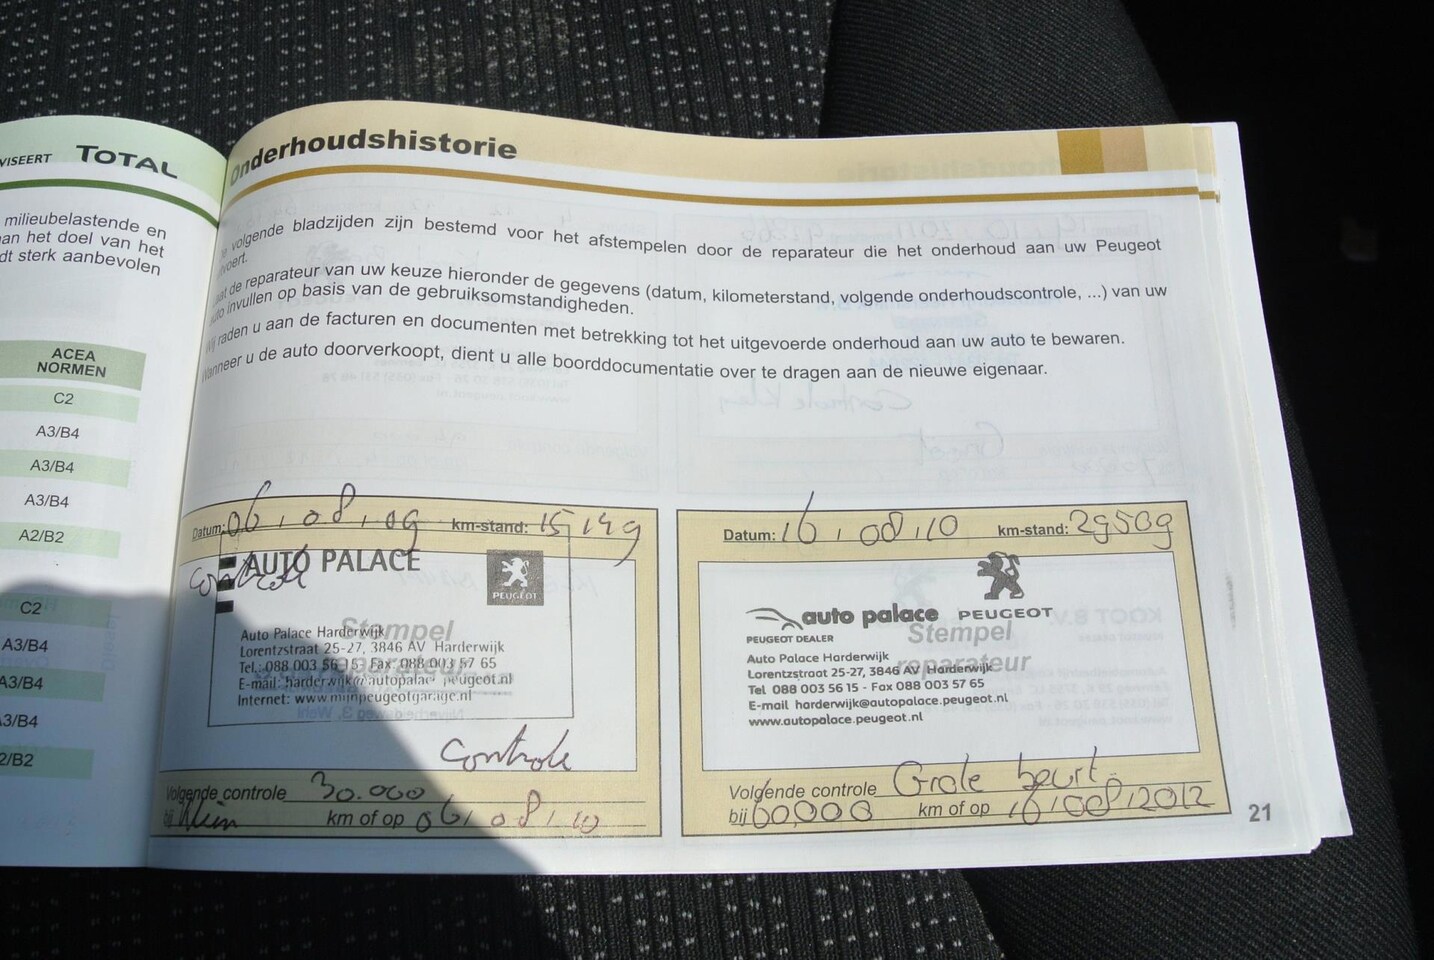 VISEERT TOTAL
milieubelastende en
aan het doel van het
dt sterk aanbevolen
ACEA
NORMEN
C2
A3/B4
A3/B4
A3/B4
A2/B2
C2
A3/B4
A3/B4
A3/B4
2/B2
Onderhoudshistorie
volgende bladzijden zijn bestemd voor het afstempelen door de reparateur die het onderhoud aan uw Peugeot
de reparateur van uw keuze hieronder de gegevens (datum, kilometerstand, volgende onderhoudscontrole, ...) van uw
auto invullen op basis van de gebruiksomstandigheden.
Wij raden u aan de facturen en documenten met betrekking tot het uitgevoerde onderhoud aan uw auto te bewaren.
Wanneer u de auto doorverkoopt, dient u alle boorddocumentatie over te dragen aan de nieuwe eigenaar.
Datum: 06 . 08 . 09 km-stand: 15149
Controle
AUTO PALACE
PEUGEOT
Stempel
reparateur
Auto Palace Harderwijk
Lorentzstraat 25-27, 3846 AV Harderwijk
Tel.: 088 003 56 15 - Fax 088 003 57 65
E-mail: harderwijk@autopalace.peugeot.nl
Internet: www.mijnpeugeotgarage.nl
Controle
Volgende controle 30.000
bij Klein km of op 06 . 08 . 10
Datum: 16 . 08 . 10 km-stand: 29509
auto palace PEUGEOT
PEUGEOT DEALER
Stempel
reparateur
Auto Palace Harderwijk
Lorentzstraat 25-27, 3846 AV Harderwijk
Tel 088 003 56 15 - Fax 088 003 57 65
E-mail harderwijk@autopalace.peugeot.nl
www.autopalace.peugeot.nl
Volgende controle Grote beurt
bij 60.000 km of op 16 . 08 . 2012
21